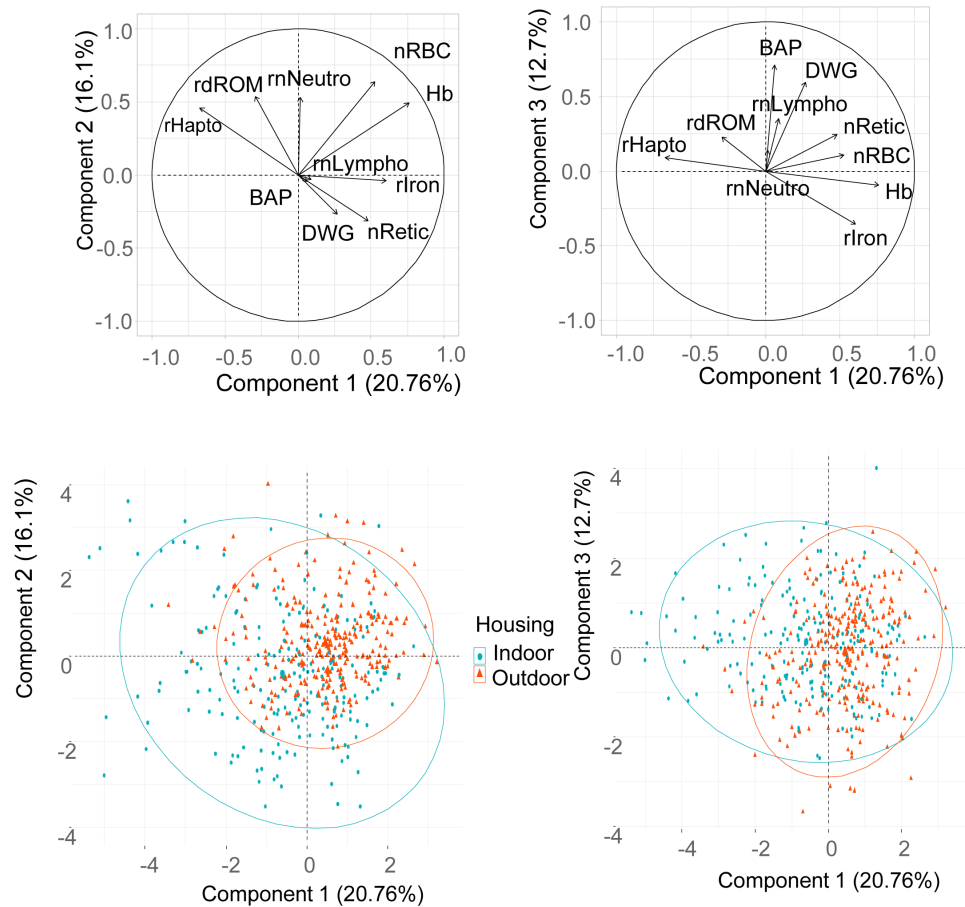 Component 2 (16.1%)
1.0
0.5
0.0
-0.5
-1.0
nRBC
rnNeutro
rdROM
Hb
rHapto
rnLympho
rIron
BAP
DWG
nRetic
-1.0
-0.5
0.0
0.5
1.0
Component 1 (20.76%)
Component 3 (12.7%)
1.0
0.5
0.0
-0.5
-1.0
BAP
DWG
rnLympho
rdROM
nRetic
rHapto
nRBC
rnNeutro
Hb
rIron
-1.0
-0.5
0.0
0.5
1.0
Component 1 (20.76%)
Component 2 (16.1%)
4
2
0
-2
-4
-4
-2
0
2
Component 1 (20.76%)
Housing
Indoor
Outdoor
Component 3 (12.7%)
4
2
0
-2
-4
-4
-2
0
2
Component 1 (20.76%)